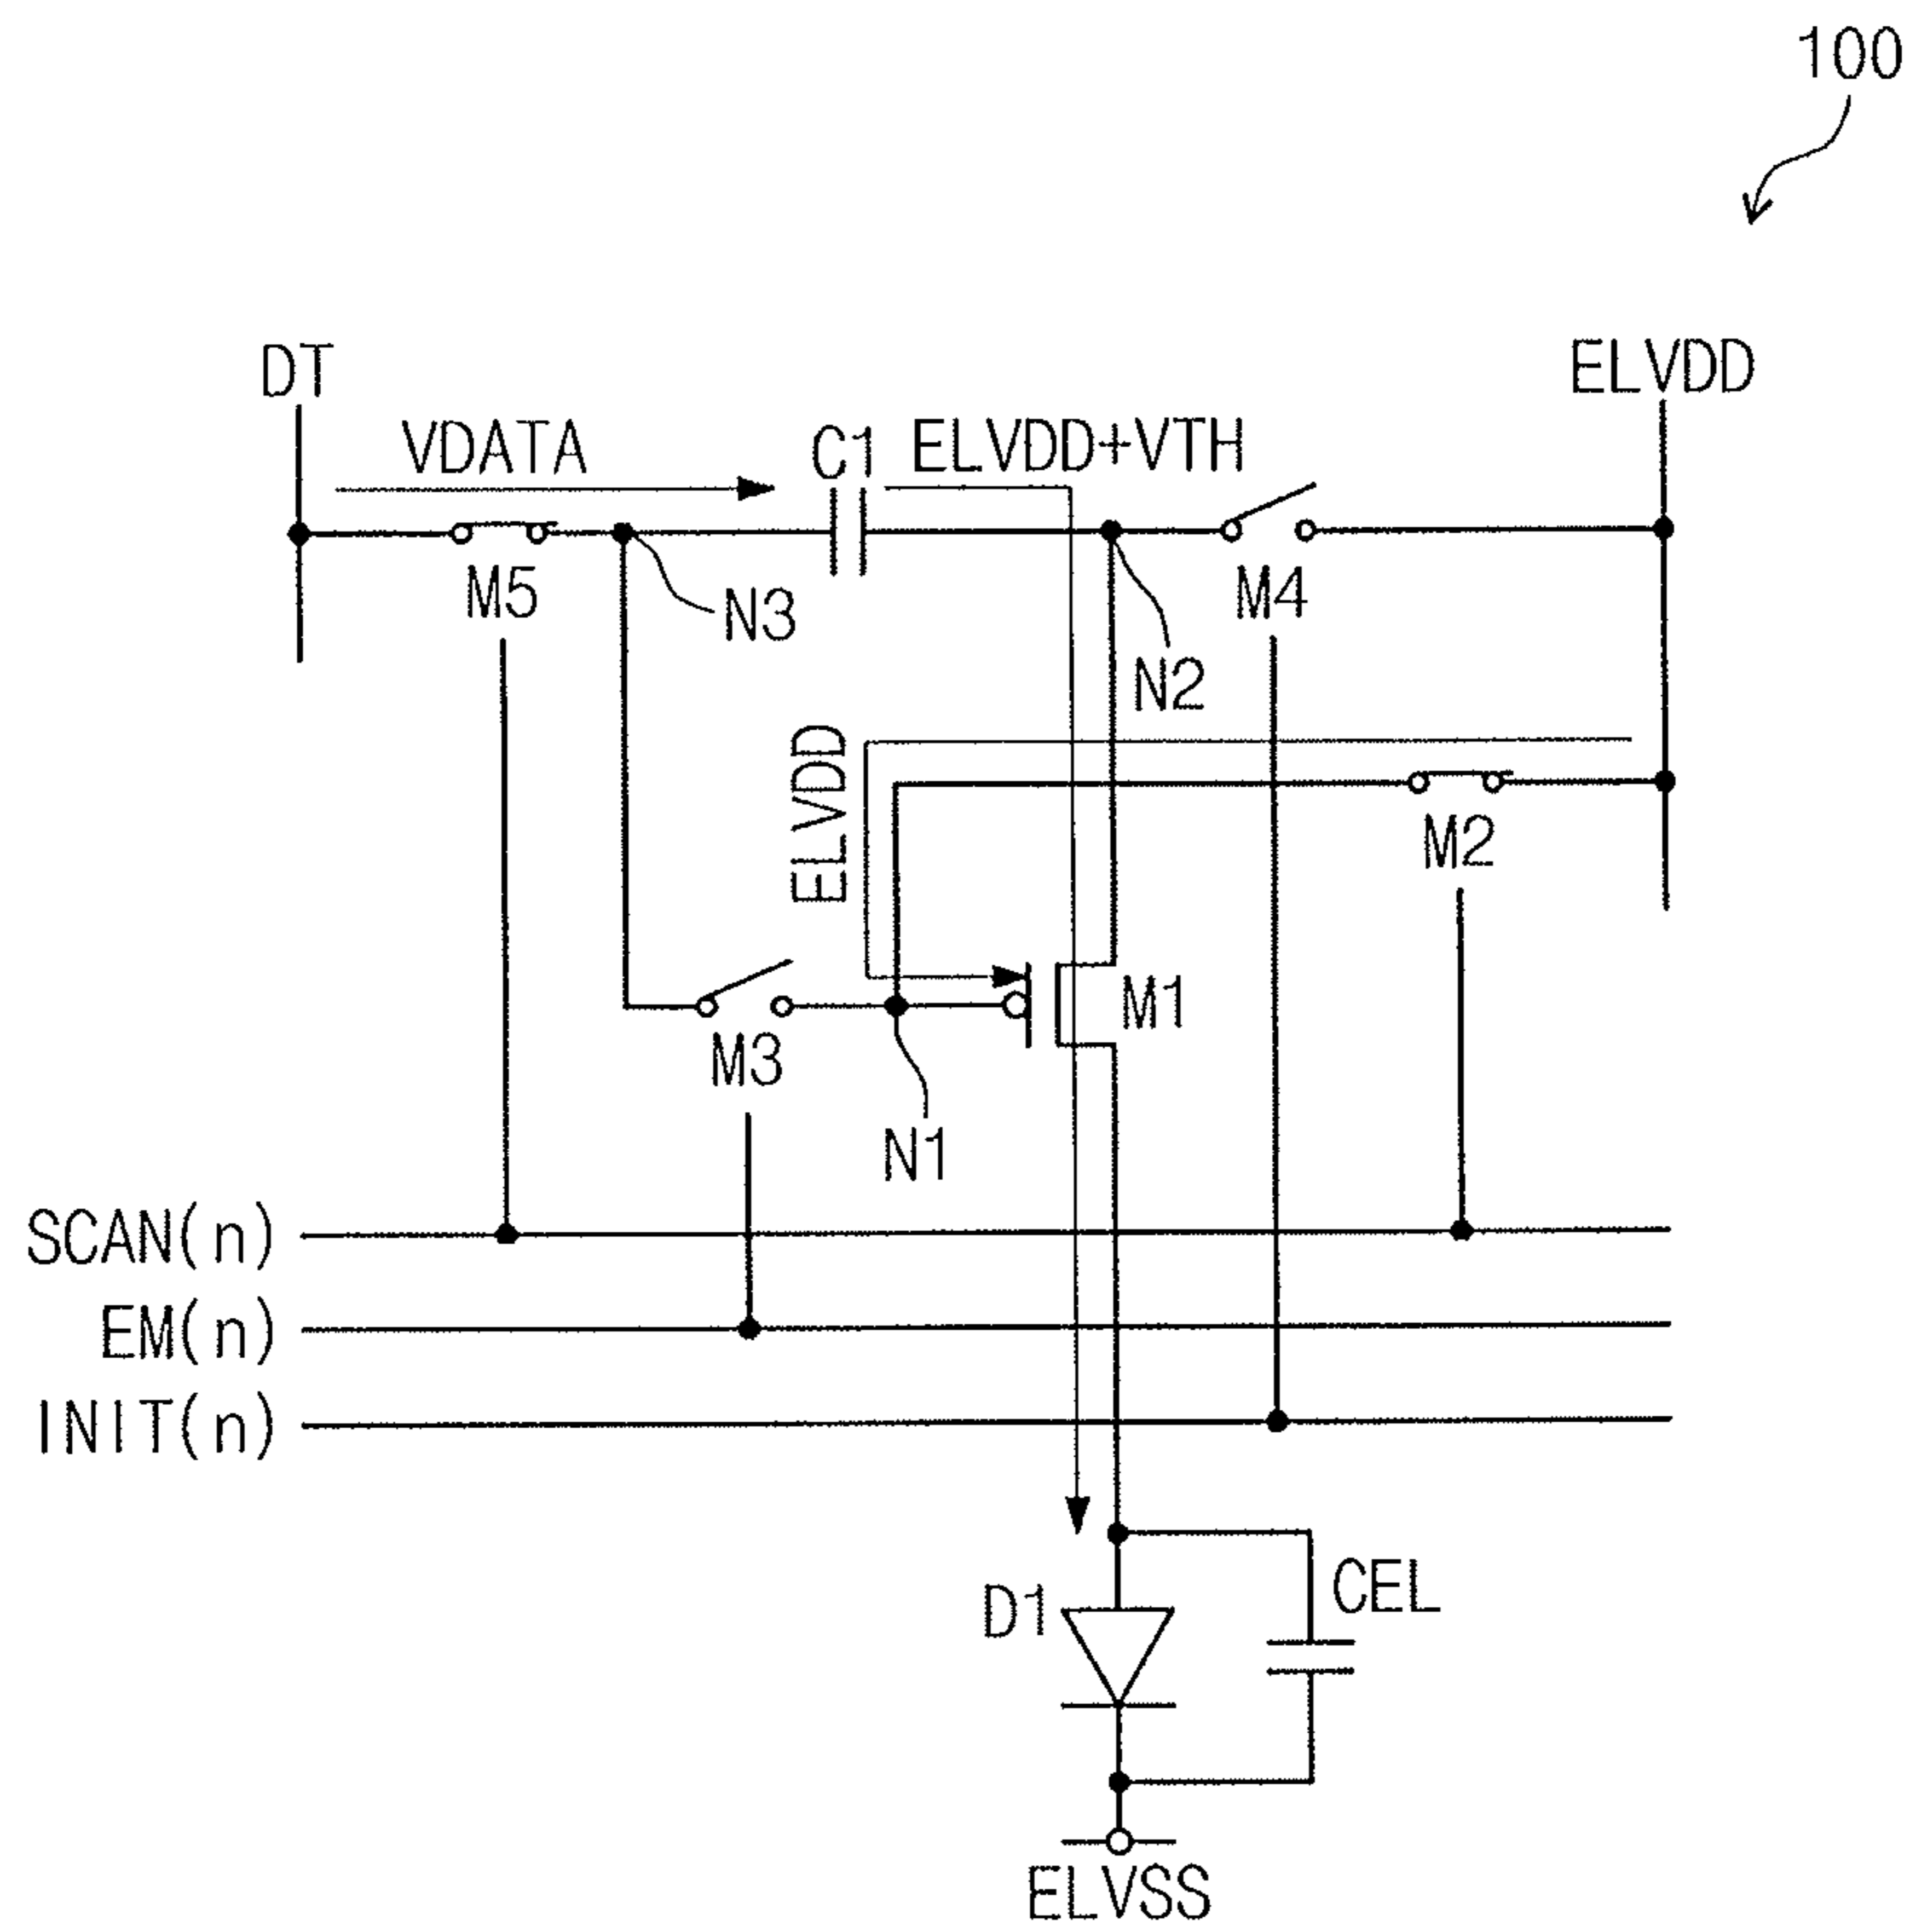 100
DT
ELVDD
VDATA
C1
ELVDD+VTH
M5
N3
M4
N2
ELVDD
M2
M1
M3
N1
SCAN(n)
EM(n)
INIT(n)
D1
CEL
ELVSS